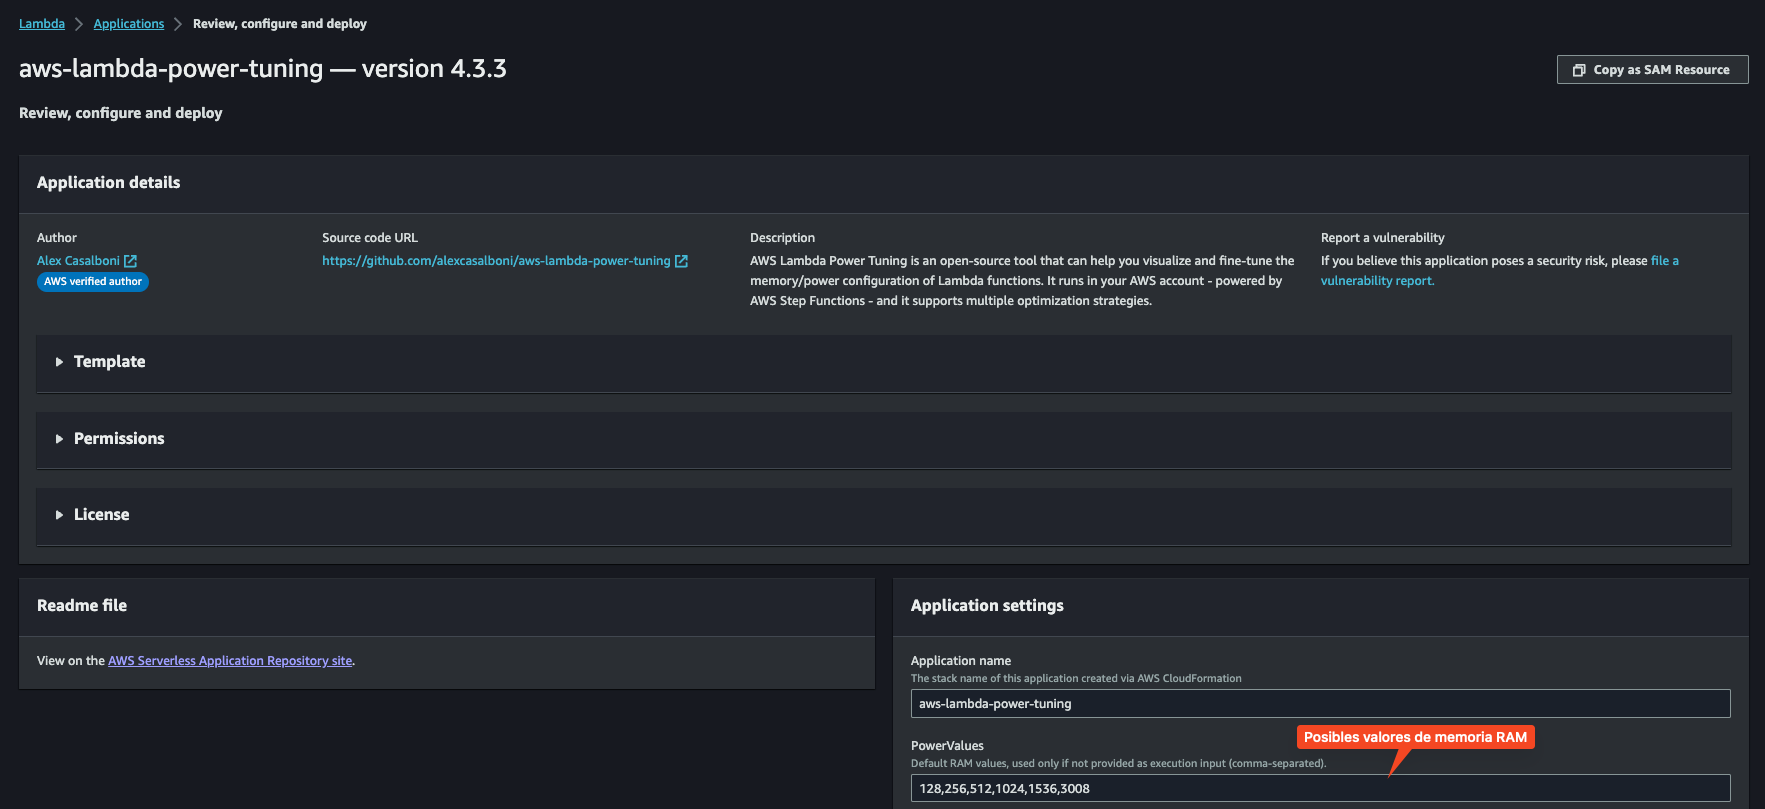 Lambda > Applications > Review, configure and deploy
aws-lambda-power-tuning — version 4.3.3
Copy as SAM Resource
Review, configure and deploy
Application details
Author
Alex Casalboni
AWS verified author
Source code URL
https://github.com/alexcasalboni/aws-lambda-power-tuning
Description
AWS Lambda Power Tuning is an open-source tool that can help you visualize and fine-tune the
memory/power configuration of Lambda functions. It runs in your AWS account - powered by
AWS Step Functions - and it supports multiple optimization strategies.
Report a vulnerability
If you believe this application poses a security risk, please file a
vulnerability report.
Template
Permissions
License
Readme file
View on the AWS Serverless Application Repository site.
Application settings
Application name
The stack name of this application created via AWS CloudFormation
aws-lambda-power-tuning
Posibles valores de memoria RAM
PowerValues
Default RAM values, used only if not provided as execution input (comma-separated).
128,256,512,1024,1536,3008